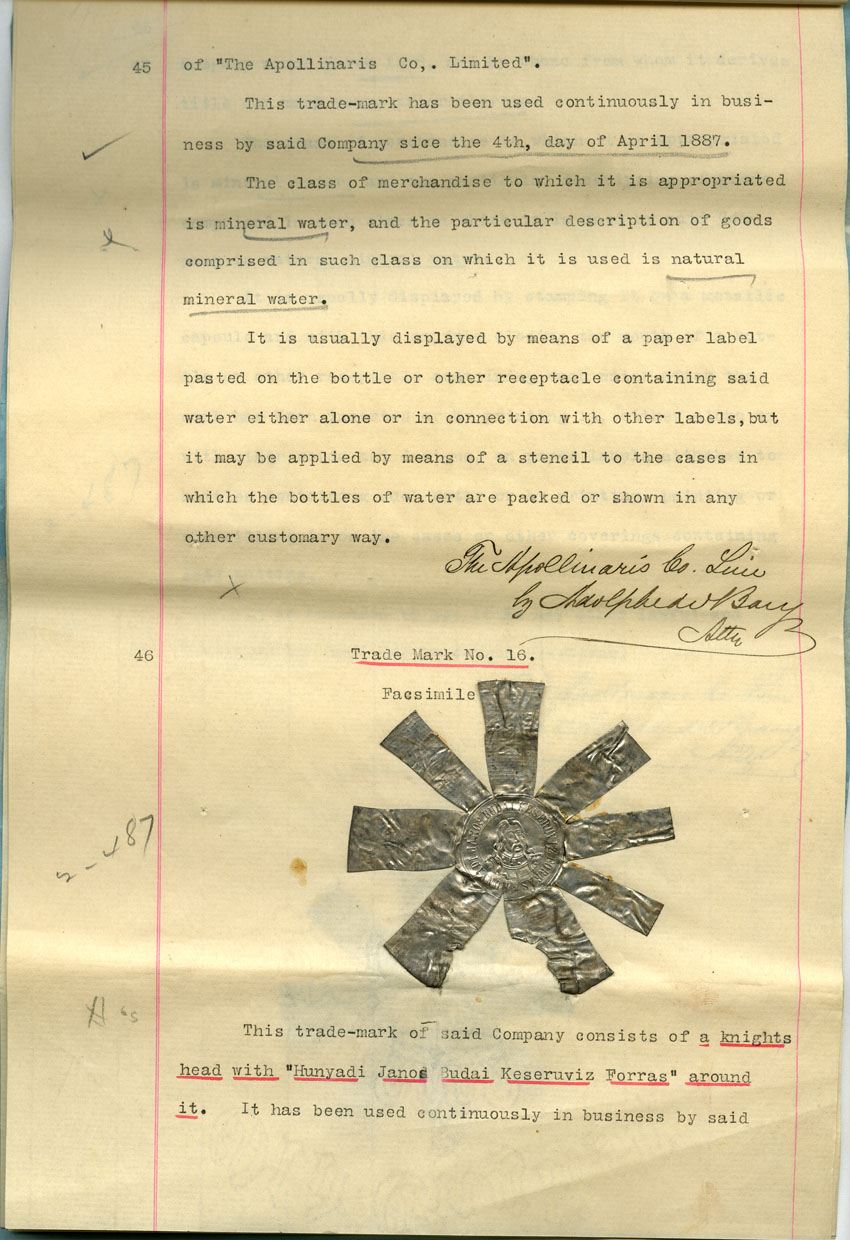 45 of "The Apollinaris Co,. Limited".
This trade-mark has been used continuously in busi-
ness by said Company sice the 4th, day of April 1887.
The class of merchandise to which it is appropriated
is mineral water, and the particular description of goods
comprised in such class on which it is used is natural
mineral water.
It is usually displayed by means of a paper label
pasted on the bottle or other receptacle containing said
water either alone or in connection with other labels,but
it may be applied by means of a stencil to the cases in
which the bottles of water are packed or shown in any
other customary way.
The Apollinaris Co. Lim
by Adolphe de Bary
Atty
46 Trade Mark No. 16.
Facsimile
This trade-mark of said Company consists of a knights
head with "Hunyadi Janos Budai Keseruviz Forras" around
it. It has been used continuously in business by said